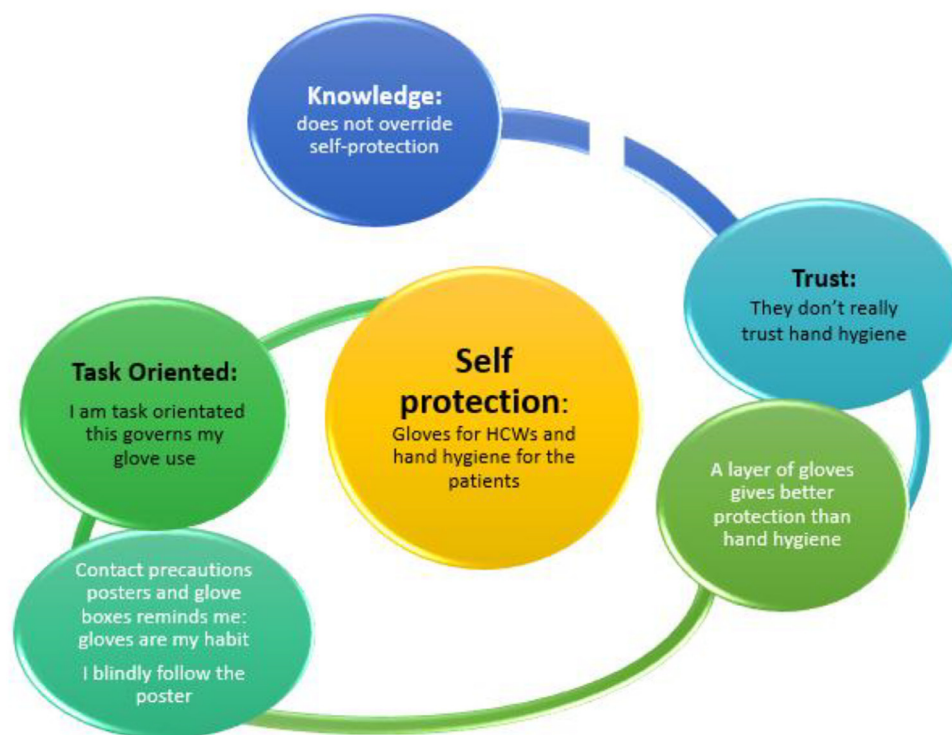 Knowledge:
does not override
self-protection
Trust:
They don't really
trust hand hygiene
Self
protection:
Gloves for HCWs and
hand hygiene for the
patients
Task Oriented:
I am task orientated
this governs my
glove use
A layer of gloves
gives better
protection than
hand hygiene
Contact precautions
posters and glove
boxes reminds me:
gloves are my habit
I blindly follow the
poster